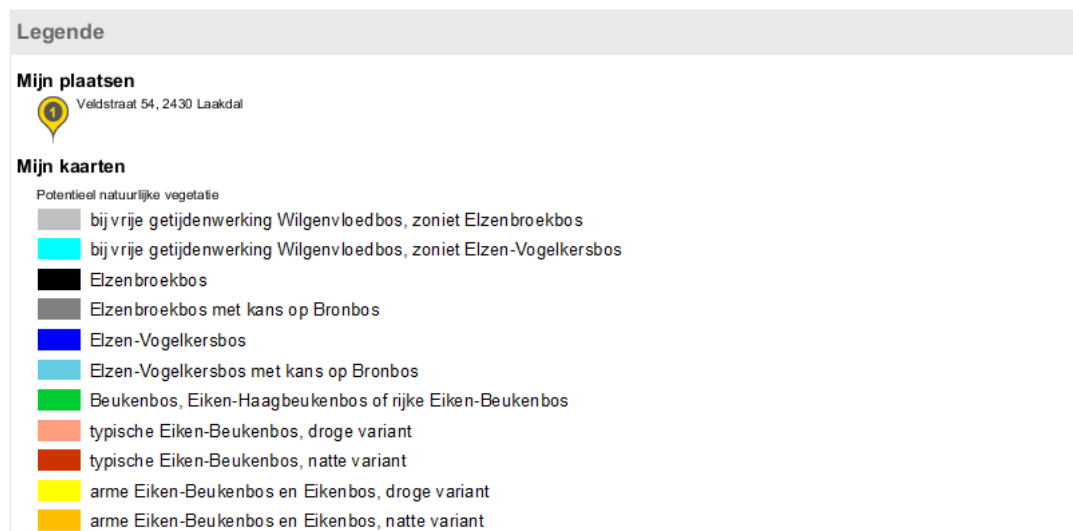 Legende
Mijn plaatsen
1
Veldstraat 54, 2430 Laakdal
Mijn kaarten
Potentieel natuurlijke vegetatie
bij vrije getijdenwerking Wilgenvloedbos, zoniet Elzenbroekbos
bij vrije getijdenwerking Wilgenvloedbos, zoniet Elzen-Vogelkersbos
Elzenbroekbos
Elzenbroekbos met kans op Bronbos
Elzen-Vogelkersbos
Elzen-Vogelkersbos met kans op Bronbos
Beukenbos, Eiken-Haagbeukenbos of rijke Eiken-Beukenbos
typische Eiken-Beukenbos, droge variant
typische Eiken-Beukenbos, natte variant
arme Eiken-Beukenbos en Eikenbos, droge variant
arme Eiken-Beukenbos en Eikenbos, natte variant